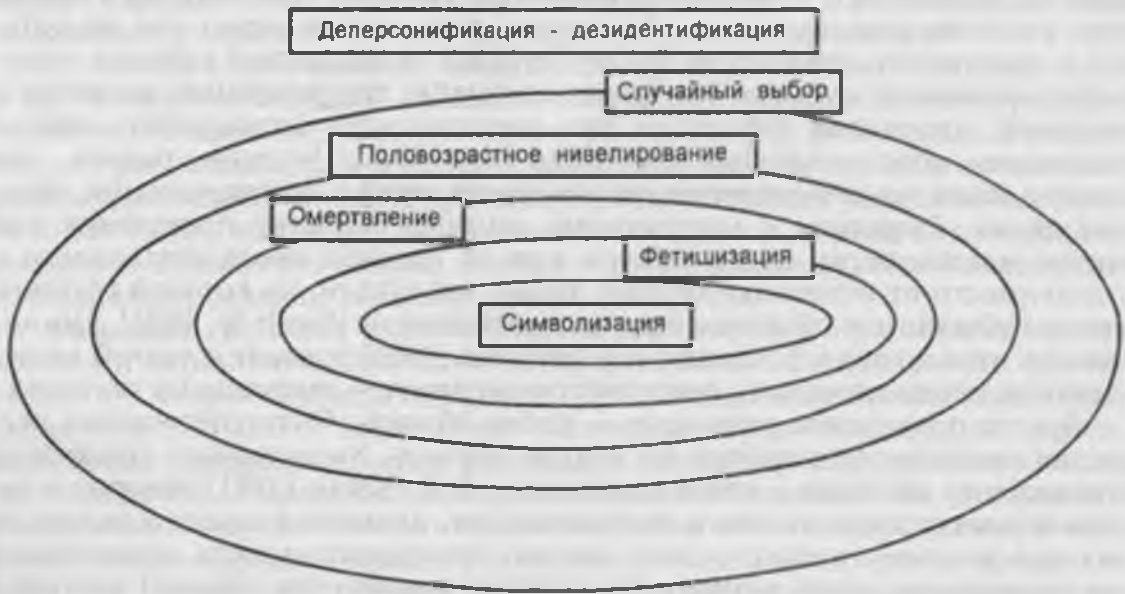 Деперсонификация - дезидентификация
Случайный выбор
Половозрастное нивелирование
Омертвление
Фетишизация
Символизация